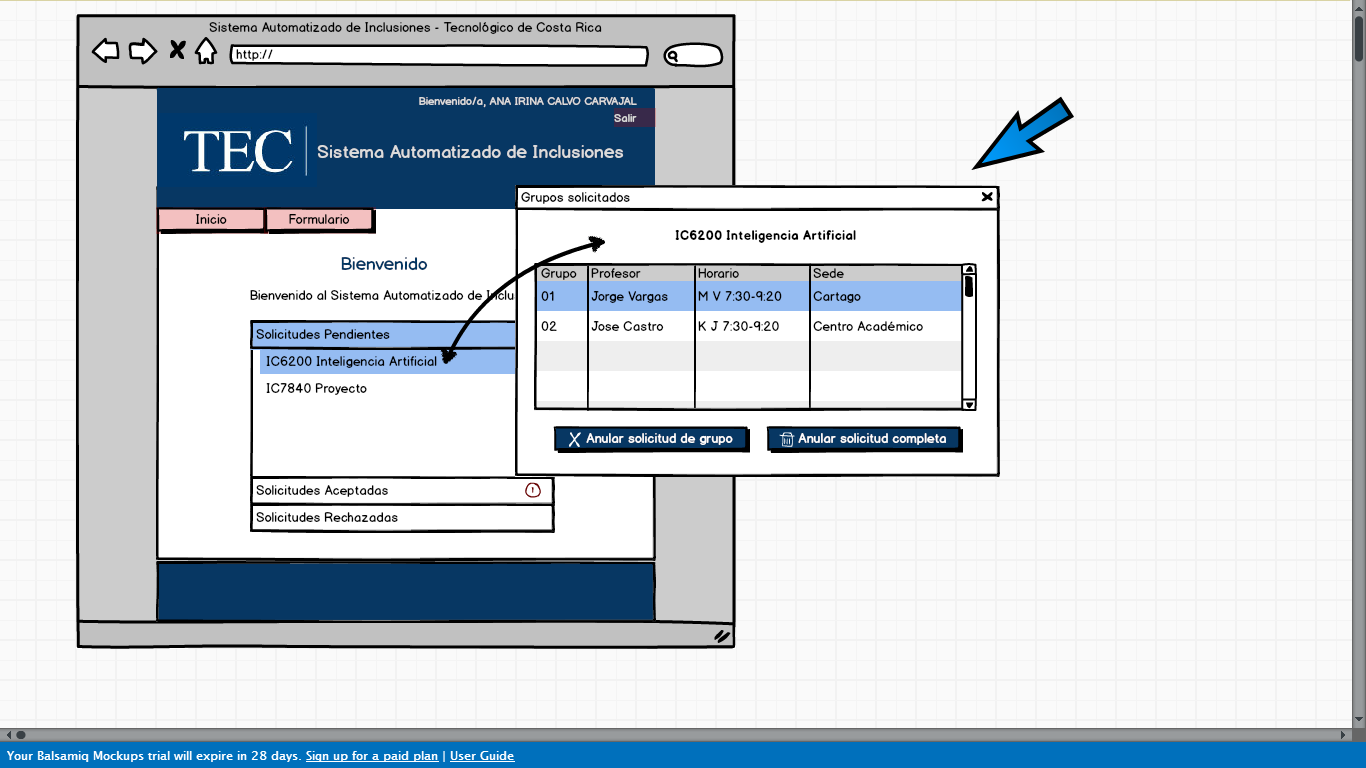 Sistema Automatizado de Inclusiones - Tecnológico de Costa Rica
http://
Bienvenido/a, ANA IRINA CALVO CARVAJAL
Salir
TEC
Sistema Automatizado de Inclusiones
Inicio Formulario
Bienvenido
Bienvenido al Sistema Automatizado de Inclu
Solicitudes Pendientes
IC6200 Inteligencia Artificial
IC7840 Proyecto
Solicitudes Aceptadas
Solicitudes Rechazadas
Grupos solicitados
IC6200 Inteligencia Artificial
Grupo Profesor Horario Sede
01 Jorge Vargas M V 7:30-9:20 Cartago
02 Jose Castro K J 7:30-9:20 Centro Académico
Anular solicitud de grupo Anular solicitud completa
Your Balsamiq Mockups trial will expire in 28 days. Sign up for a paid plan | User Guide